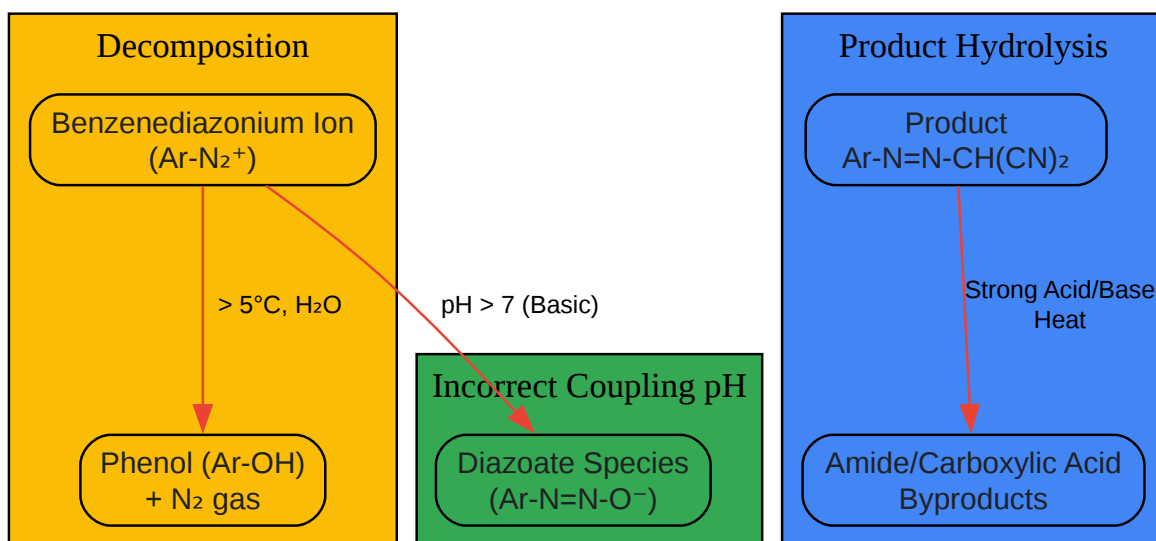 Decomposition
Benzenediazonium Ion
(Ar-N₂⁺)
> 5°C, H₂O
Phenol (Ar-OH)
+ N₂ gas
pH > 7 (Basic)
Incorrect Coupling pH
Diazoate Species
(Ar-N=N-O⁻)
Product Hydrolysis
Product
Ar-N=N-CH(CN)₂
Strong Acid/Base
Heat
Amide/Carboxylic Acid
Byproducts